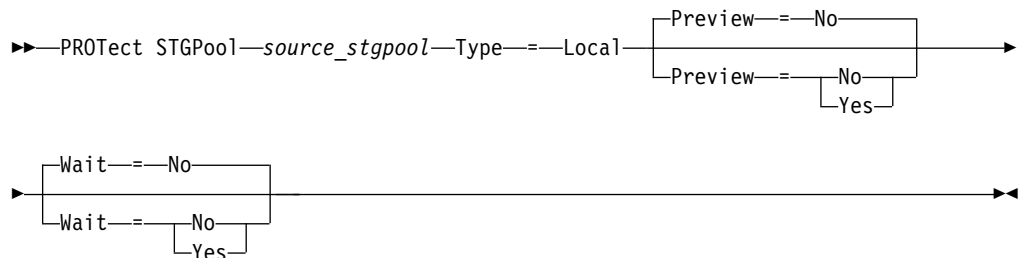 Preview = No
PROTect STGPool source_stgpool Type = Local
Preview = No
Yes
Wait = No
Wait = No
Yes